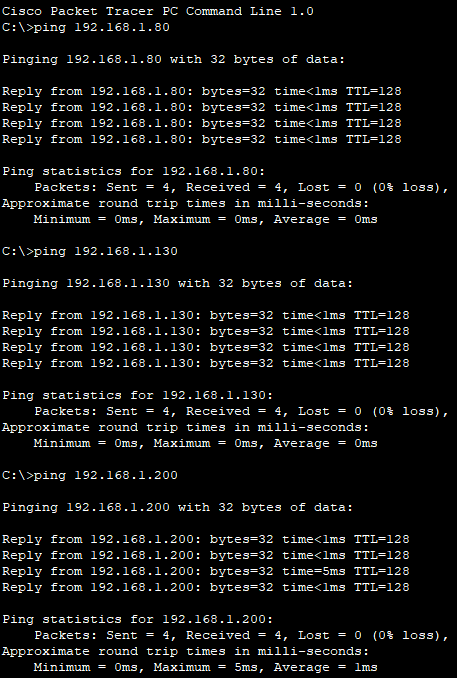 Cisco Packet Tracer PC Command Line 1.0
C:\>ping 192.168.1.80
Pinging 192.168.1.80 with 32 bytes of data:
Reply from 192.168.1.80: bytes=32 time<1ms TTL=128
Reply from 192.168.1.80: bytes=32 time<1ms TTL=128
Reply from 192.168.1.80: bytes=32 time<1ms TTL=128
Reply from 192.168.1.80: bytes=32 time<1ms TTL=128
Ping statistics for 192.168.1.80:
    Packets: Sent = 4, Received = 4, Lost = 0 (0% loss),
Approximate round trip times in milli-seconds:
    Minimum = 0ms, Maximum = 0ms, Average = 0ms
C:\>ping 192.168.1.130
Pinging 192.168.1.130 with 32 bytes of data:
Reply from 192.168.1.130: bytes=32 time<1ms TTL=128
Reply from 192.168.1.130: bytes=32 time<1ms TTL=128
Reply from 192.168.1.130: bytes=32 time<1ms TTL=128
Reply from 192.168.1.130: bytes=32 time<1ms TTL=128
Ping statistics for 192.168.1.130:
    Packets: Sent = 4, Received = 4, Lost = 0 (0% loss),
Approximate round trip times in milli-seconds:
    Minimum = 0ms, Maximum = 0ms, Average = 0ms
C:\>ping 192.168.1.200
Pinging 192.168.1.200 with 32 bytes of data:
Reply from 192.168.1.200: bytes=32 time<1ms TTL=128
Reply from 192.168.1.200: bytes=32 time<1ms TTL=128
Reply from 192.168.1.200: bytes=32 time=5ms TTL=128
Reply from 192.168.1.200: bytes=32 time<1ms TTL=128
Ping statistics for 192.168.1.200:
    Packets: Sent = 4, Received = 4, Lost = 0 (0% loss),
Approximate round trip times in milli-seconds:
    Minimum = 0ms, Maximum = 5ms, Average = 1ms